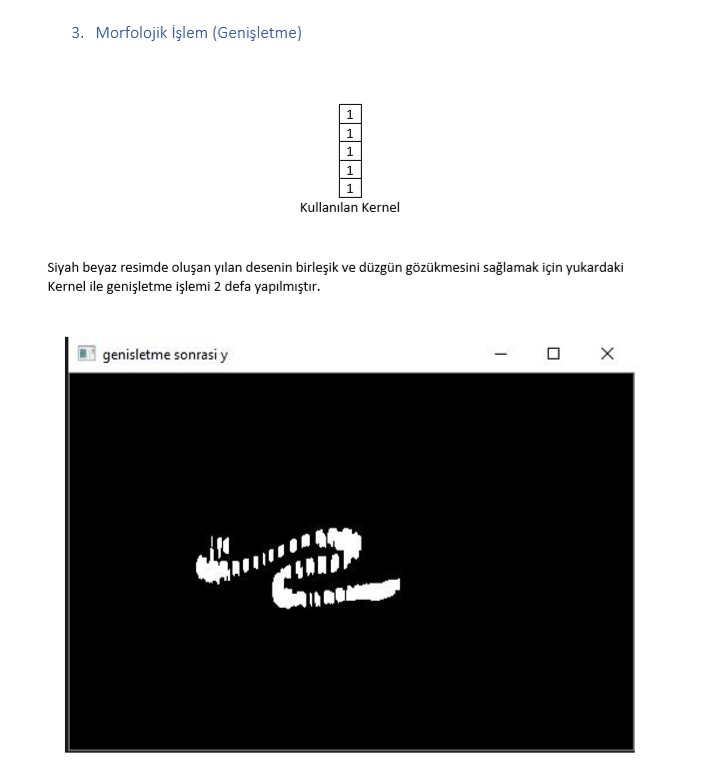 3. Morfolojik İşlem (Genişletme)
1
1
1
1
1
Kullanılan Kernel
Siyah beyaz resimde oluşan yılan desenin birleşik ve düzgün gözükmesini sağlamak için yukardaki
Kernel ile genişletme işlemi 2 defa yapılmıştır.
genisletme sonrasi y